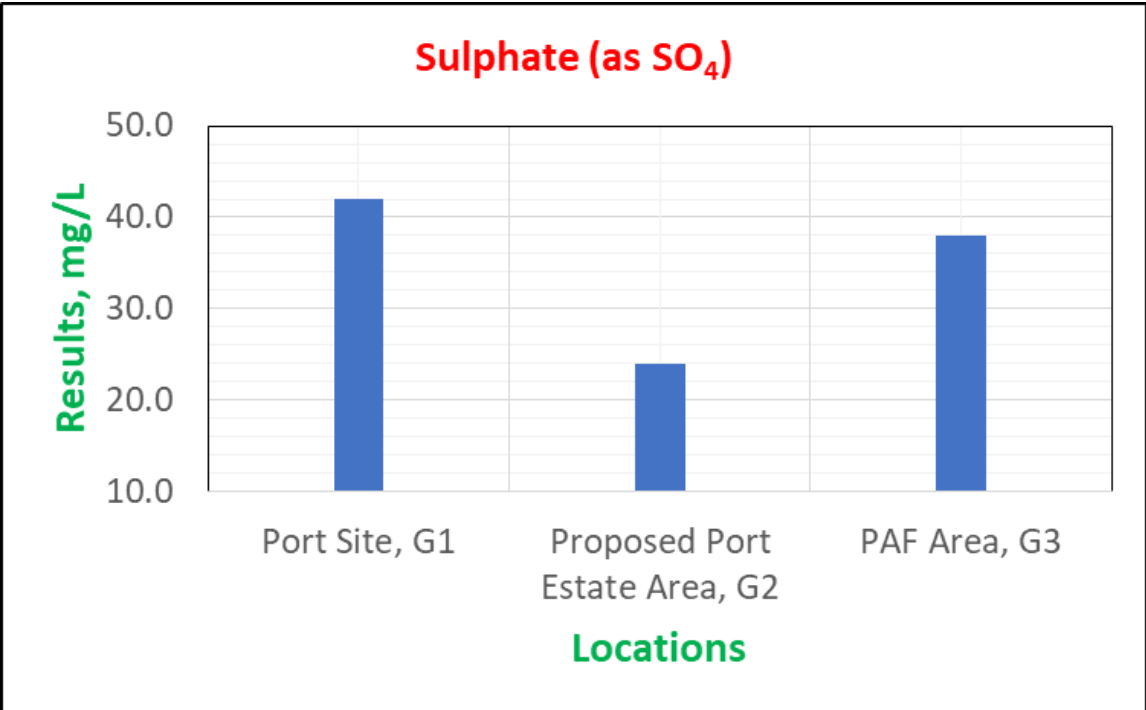 Sulphate (as SO₄)
Results, mg/L
50.0
40.0
30.0
20.0
10.0
Port Site, G1
Proposed Port
Estate Area, G2
PAF Area, G3
Locations